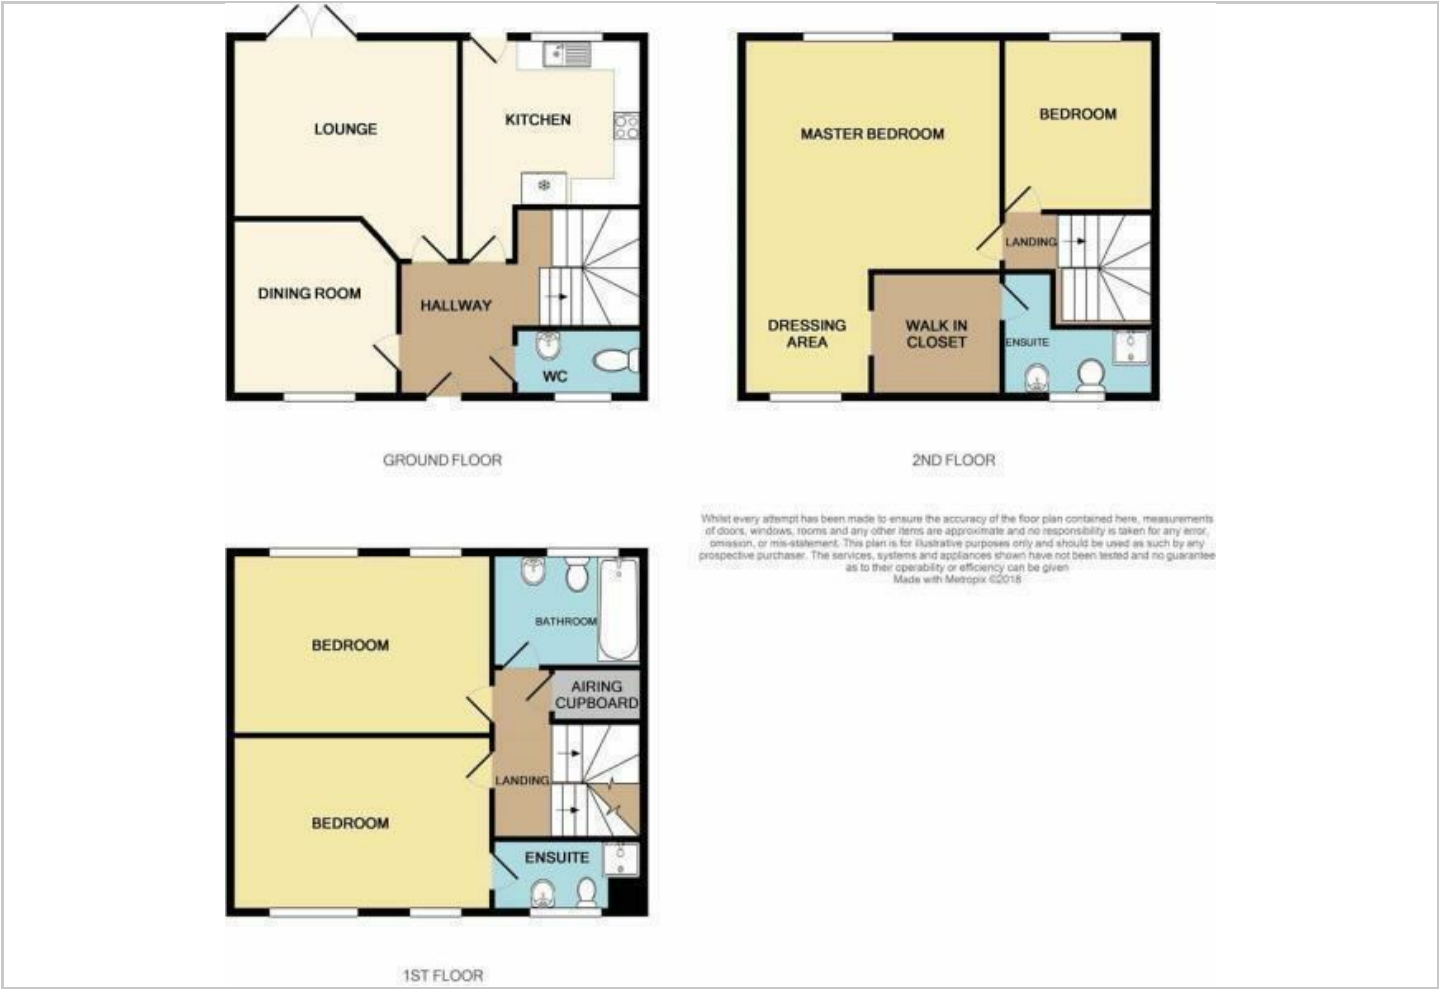 LOUNGE
KITCHEN
DINING ROOM
HALLWAY
WC
GROUND FLOOR
MASTER BEDROOM
BEDROOM
LANDING
DRESSING
AREA
WALK IN
CLOSET
ENSUITE
2ND FLOOR
Whilst every attempt has been made to ensure the accuracy of the floor plan contained here, measurements
of doors, windows, rooms and any other items are approximate and no responsibility is taken for any error,
omission, or mis-statement. This plan is for illustrative purposes only and should be used as such by any
prospective purchaser. The services, systems and appliances shown have not been tested and no guarantee
as to their operability or efficiency can be given
Made with Metropix ©2018
BEDROOM
BATHROOM
AIRING
CUPBOARD
LANDING
BEDROOM
ENSUITE
1ST FLOOR